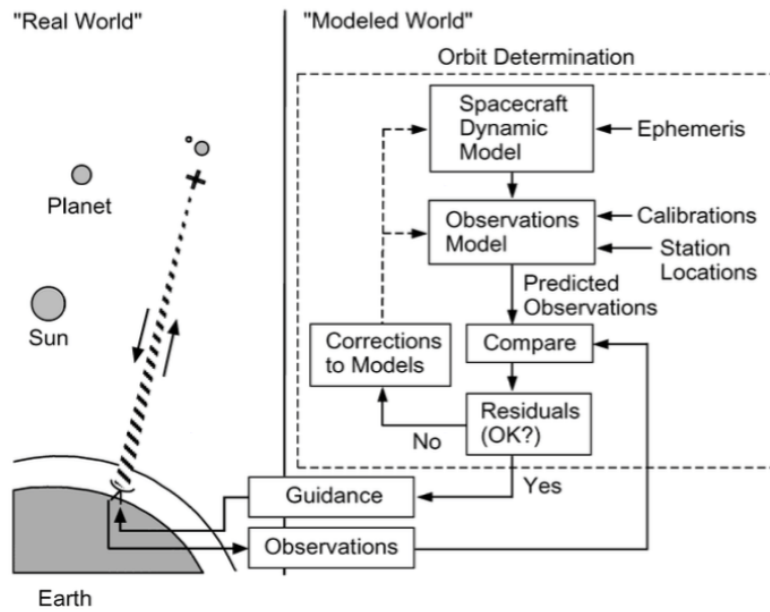 "Real World"
"Modeled World"
Orbit Determination
Spacecraft
Dynamic
Model
Ephemeris
Planet
Observations
Model
Calibrations
Station
Locations
Predicted
Observations
Sun
Corrections
to Models
Compare
Residuals
(OK?)
No
Yes
Guidance
Observations
Earth